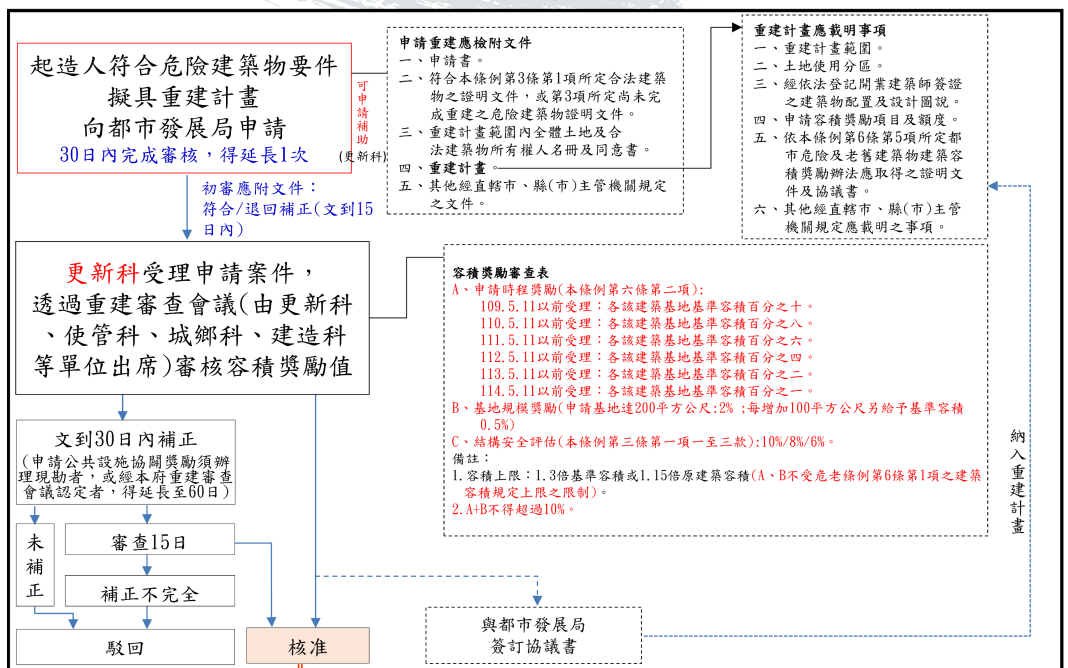 起造人符合危險建築物要件
擬具重建計畫
向都市發展局申請
30日內完成審核，得延長1次
可申請補助
(更新科)
申請重建應檢附文件
一、申請書。
二、符合本條例第3條第1項所定合法建築
物之證明文件，或第3項所定尚未完
成重建之危險建築物證明文件。
三、重建計畫範圍內全體土地及合
法建築物所有權人名冊及同意書。
四、重建計畫。
五、其他經直轄市、縣(市)主管機關規定
之文件。
重建計畫應載明事項
一、重建計畫範圍。
二、土地使用分區。
三、經依法登記開業建築師簽證
之建築物配置及設計圖說。
四、申請容積獎勵項目及額度。
五、依本條例第6條第5項所定都
市危險及老舊建築物建築容
積獎勵辦法應取得之證明文
件及協議書。
六、其他經直轄市、縣(市)主管
機關規定應載明之事項。
初審應附文件：
符合/退回補正(文到15
日內)
更新科受理申請案件，
透過重建審查會議(由更新科
、使管科、城鄉科、建造科
等單位出席)審核容積獎勵值
容積獎勵審查表
A、申請時程獎勵(本條例第六條第二項):
109.5.11以前受理：各該建築基地基準容積百分之十。
110.5.11以前受理：各該建築基地基準容積百分之八。
111.5.11以前受理：各該建築基地基準容積百分之六。
112.5.11以前受理：各該建築基地基準容積百分之四。
113.5.11以前受理：各該建築基地基準容積百分之二。
114.5.11以前受理：各該建築基地基準容積百分之一。
B、基地規模獎勵(申請基地達200平方公尺:2% ;每增加100平方公尺另給予基準容積
0.5%)
C、結構安全評估(本條例第三條第一項一至三款):10%/8%/6%。
備註：
1.容積上限：1.3倍基準容積或1.15倍原建築容積(A、B不受危老條例第6條第1項之建築
容積規定上限之限制)。
2.A+B不得超過10%。
納入重建計畫
文到30日內補正
(申請公共設施協闢獎勵須辦
理現勘者，或經本府重建審查
會議認定者，得延長至60日)
未補正
審查15日
補正不完全
駁回
核准
與都市發展局
簽訂協議書